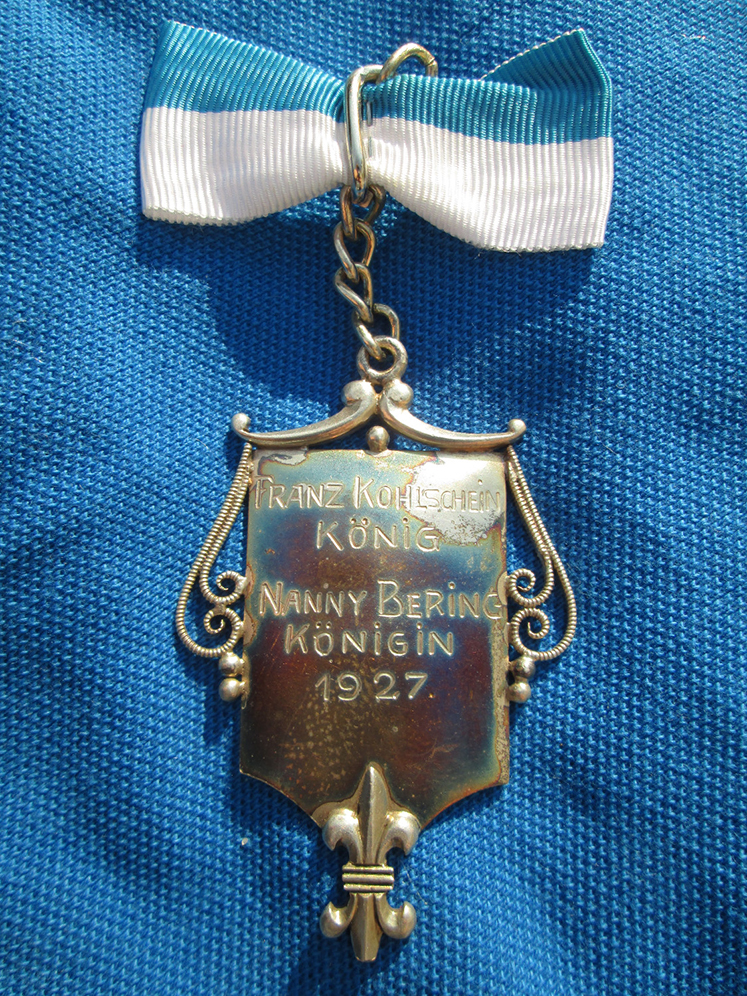 FRANZ KOHLSCHEIN
KÖNIG
NANNY BERING
KÖNIGIN
1927.